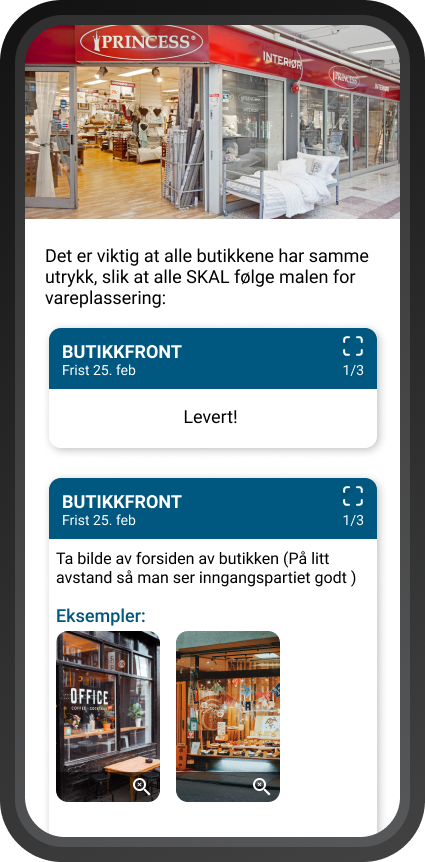 PRINCESS®
INTERIØR
PRINCESS
INTERIØR
Det er viktig at alle butikkene har samme
utrykk, slik at alle SKAL følge malen for
vareplassering:
BUTIKKFRONT
Frist 25. feb
1/3
Levert!
BUTIKKFRONT
Frist 25. feb
1/3
Ta bilde av forsiden av butikken (På litt
avstand så man ser inngangspartiet godt )
Eksempler:
OFFICE
COFFEE · COCKTAILS